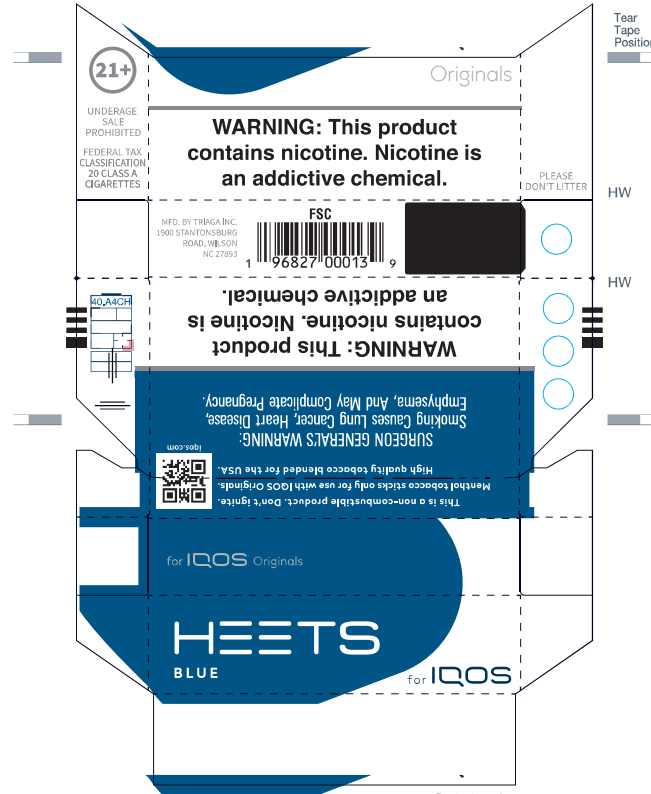 Tear
Tape
Position
21+
Originals
UNDERAGE
SALE
PROHIBITED
FEDERAL TAX
CLASSIFICATION
20 CLASS A
CIGARETTES
WARNING: This product
contains nicotine. Nicotine is
an addictive chemical.
PLEASE
DON'T LITTER
HW
MFD. BY TRIAGA INC.
1900 STANTONSBURG
ROAD, WILSON
NC 27893
FSC
1 96827 00013 9
HW
40.A4CH
WARNING: This product
contains nicotine. Nicotine is
an addictive chemical.
SURGEON GENERAL'S WARNING:
Smoking Causes Lung Cancer, Heart Disease,
Emphysema, And May Complicate Pregnancy.
iqos.com
This is a non-combustible product. Don't ignite.
Menthol tobacco sticks only for use with IQOS Originals.
High quality tobacco blended for the USA.
for IQOS Originals
HEETS
BLUE
for IQOS